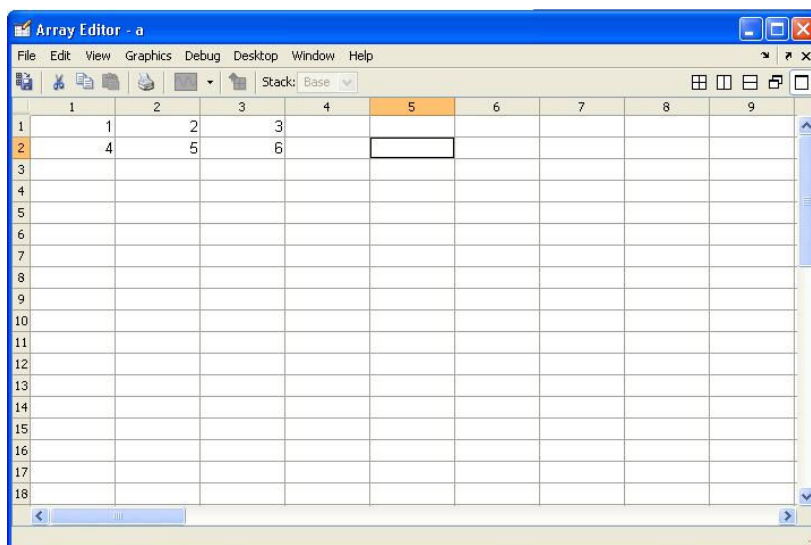 Array Editor - a
File Edit View Graphics Debug Desktop Window Help
Stack: Base
1 2 3 4 5 6 7 8 9
1 1 2 3
2 4 5 6
3
4
5
6
7
8
9
10
11
12
13
14
15
16
17
18